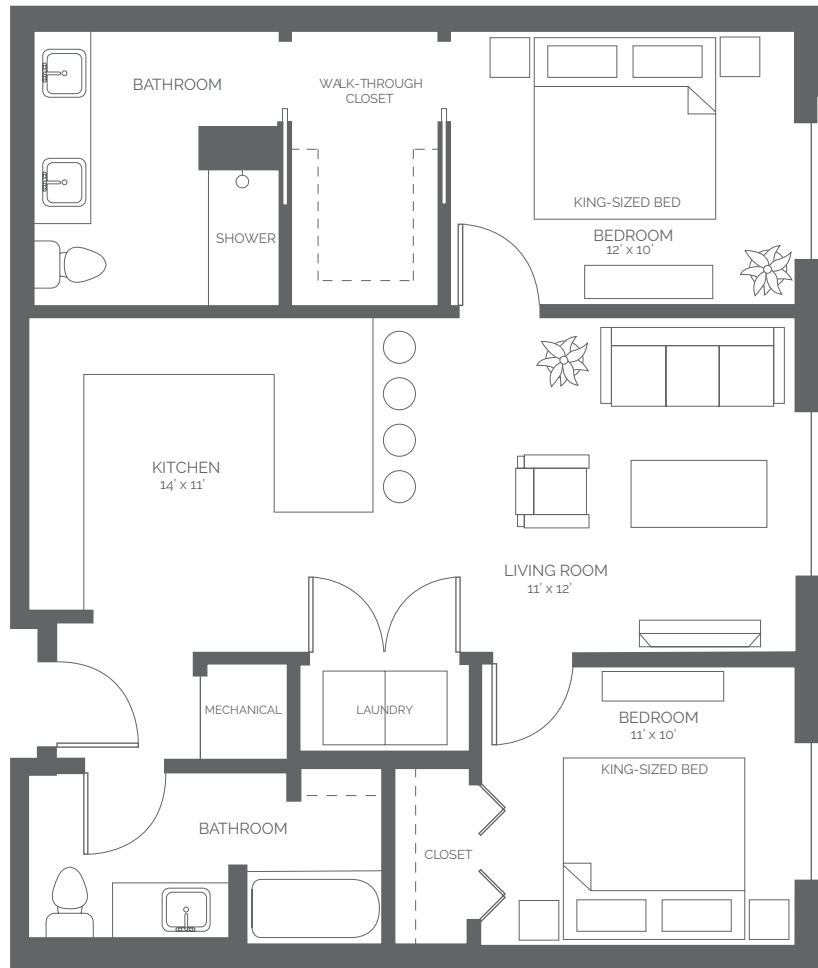 BATHROOM
WALK-THROUGH
CLOSET
KING-SIZED BED
BEDROOM
12' x 10'
SHOWER
KITCHEN
14' x 11'
LIVING ROOM
11' x 12'
MECHANICAL
LAUNDRY
BEDROOM
11' x 10'
KING-SIZED BED
BATHROOM
CLOSET